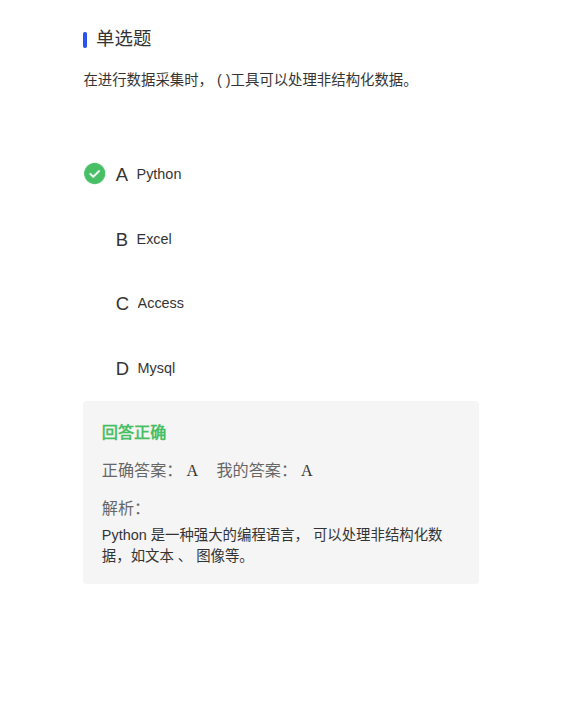 单选题
在进行数据采集时， ( )工具可以处理非结构化数据。
A Python
B Excel
C Access
D Mysql
回答正确
正确答案： A 我的答案： A
解析：
Python 是一种强大的编程语言， 可以处理非结构化数
据，如文本 、 图像等。